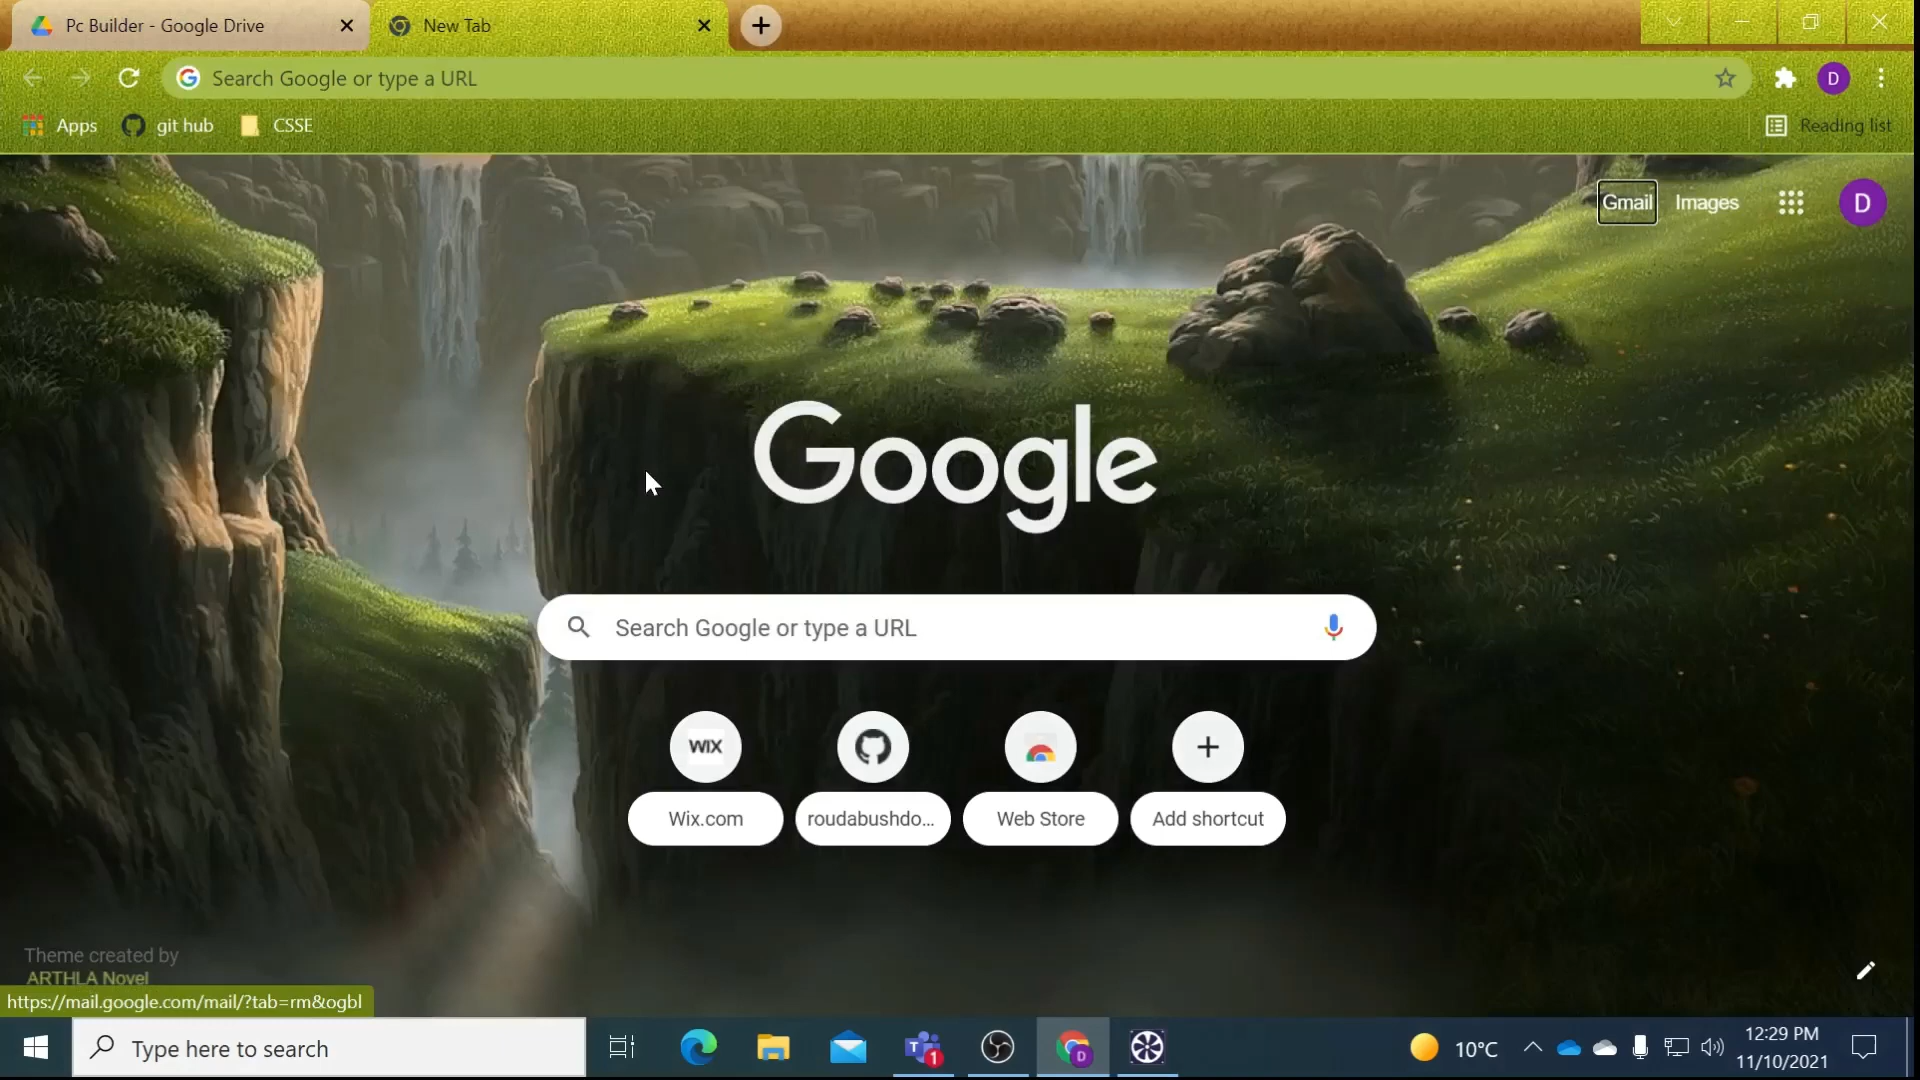 Pc Builder - Google Drive
New Tab
Search Google or type a URL
D
Apps
git hub
CSSE
Reading list
Gmail
Images
D
Google
Search Google or type a URL
WIX
Wix.com
roudabushdo...
Web Store
Add shortcut
Theme created by
ARTHLA Novel
https://mail.google.com/mail/?tab=rm&ogbl
Type here to search
T
1
D
10°C
12:29 PM
11/10/2021